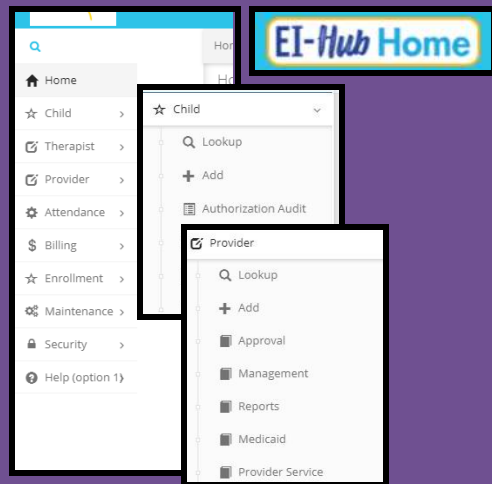 EI-Hub Home
Home
Child
Therapist
Provider
Attendance
Billing
Enrollment
Maintenance
Security
Help (option 1)
Child
Lookup
Add
Authorization Audit
Provider
Lookup
Add
Approval
Management
Reports
Medicaid
Provider Service